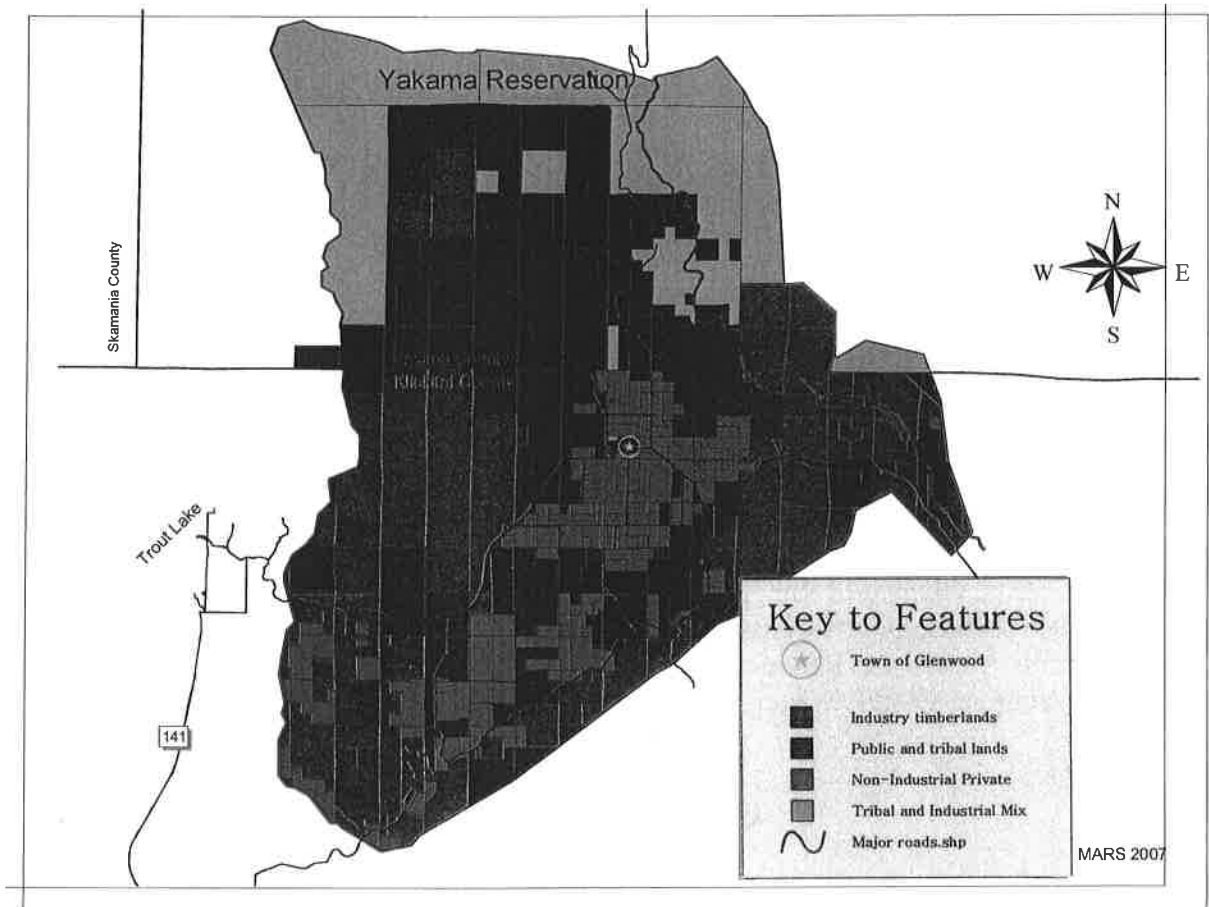 Yakama Reservation
Skamania County
N
W
E
S
Trout Lake
141
Key to Features
Town of Glenwood
Industry timberlands
Public and tribal lands
Non-Industrial Private
Tribal and Industrial Mix
Major roads.shp
MARS 2007